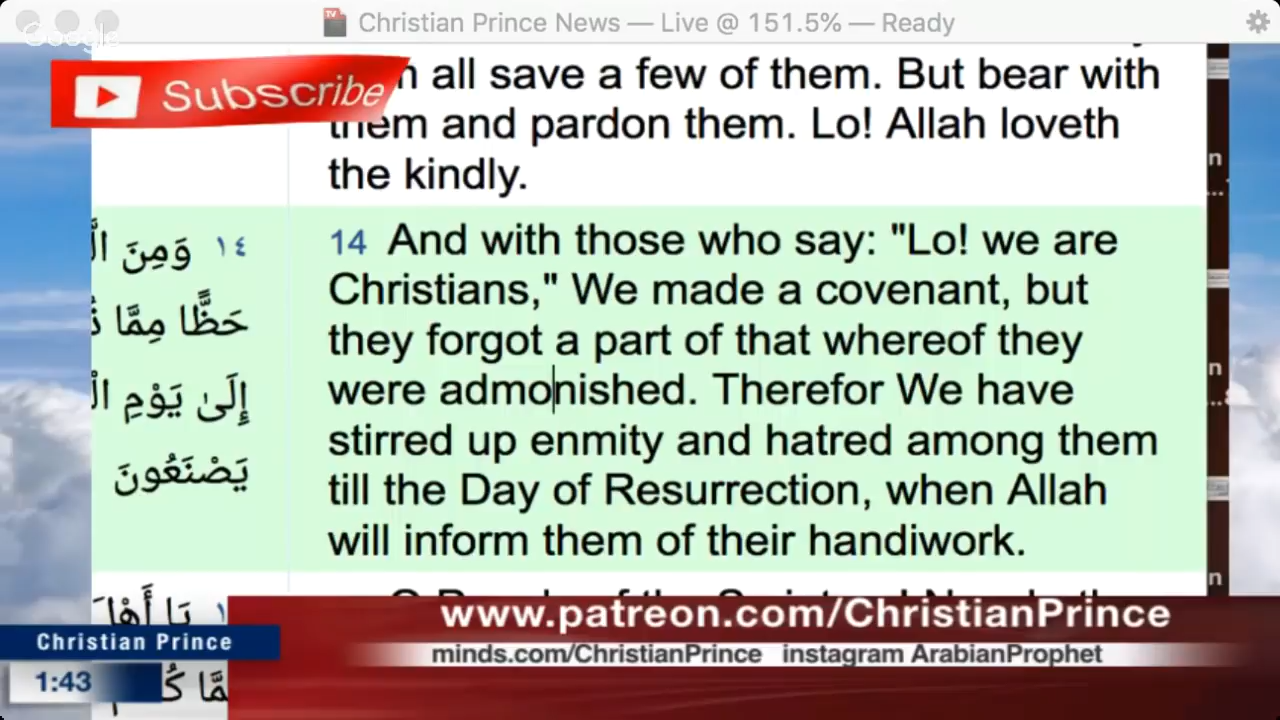 Christian Prince News — Live @ 151.5% — Ready
Google
Subscribe
all save a few of them. But bear with
them and pardon them. Lo! Allah loveth
the kindly.
١٤ وَمِنَ
حَظًّا مِمَّا
إِلَىٰ يَوْمِ
يَصْنَعُونَ
14 And with those who say: "Lo! we are
Christians," We made a covenant, but
they forgot a part of that whereof they
were admonished. Therefor We have
stirred up enmity and hatred among them
till the Day of Resurrection, when Allah
will inform them of their handiwork.
www.patreon.com/ChristianPrince
Christian Prince
minds.com/ChristianPrince instagram ArabianProphet
1:43